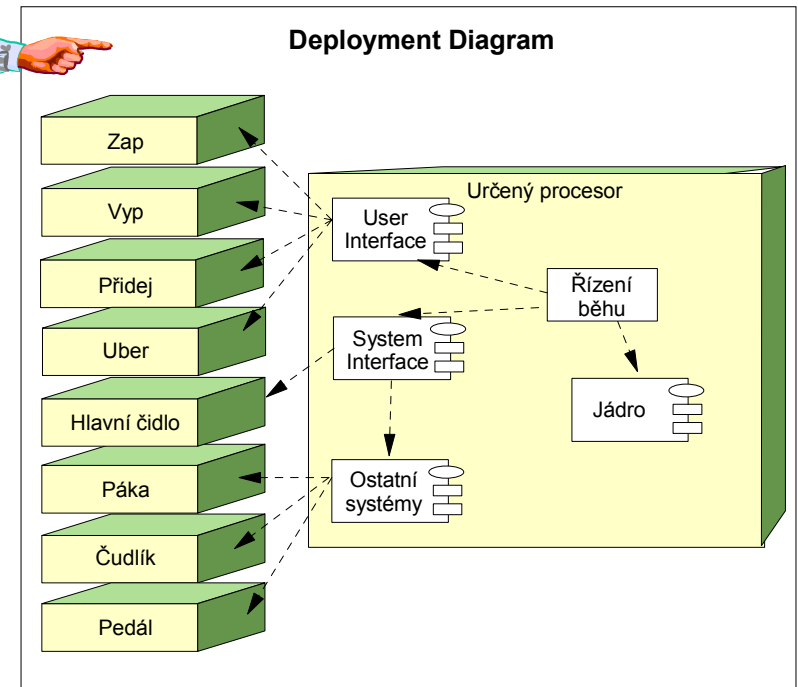 Deployment Diagram
Zap
Vyp
Přidej
Uber
Hlavní čidlo
Páka
Čudlík
Pedál
Určený procesor
User
Interface
Řízení
běhu
System
Interface
Jádro
Ostatní
systémy